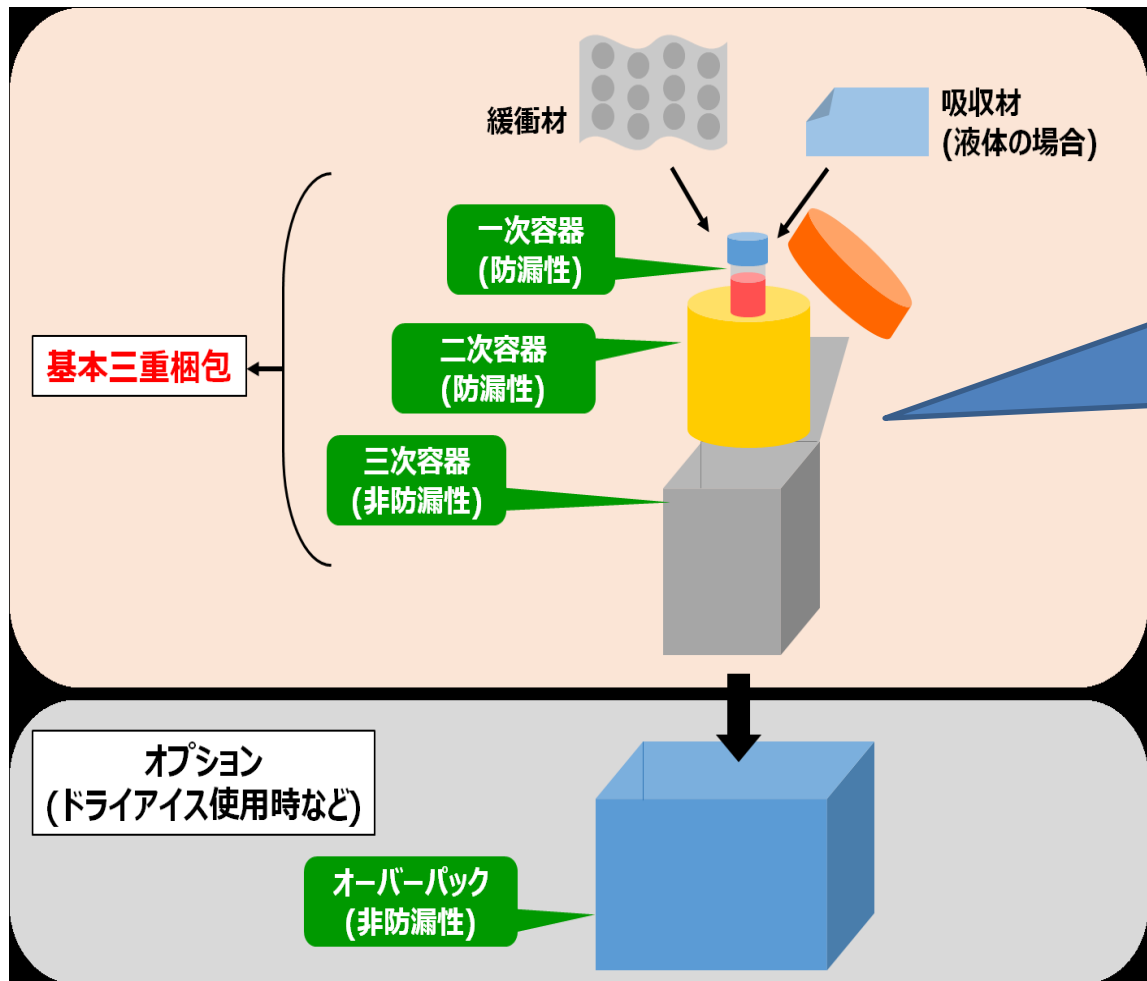 緩衝材
吸収材
(液体の場合)
一次容器
(防漏性)
二次容器
(防漏性)
基本三重梱包
三次容器
(非防漏性)
オプション
(ドライアイス使用時など)
オーバーパック
(非防漏性)